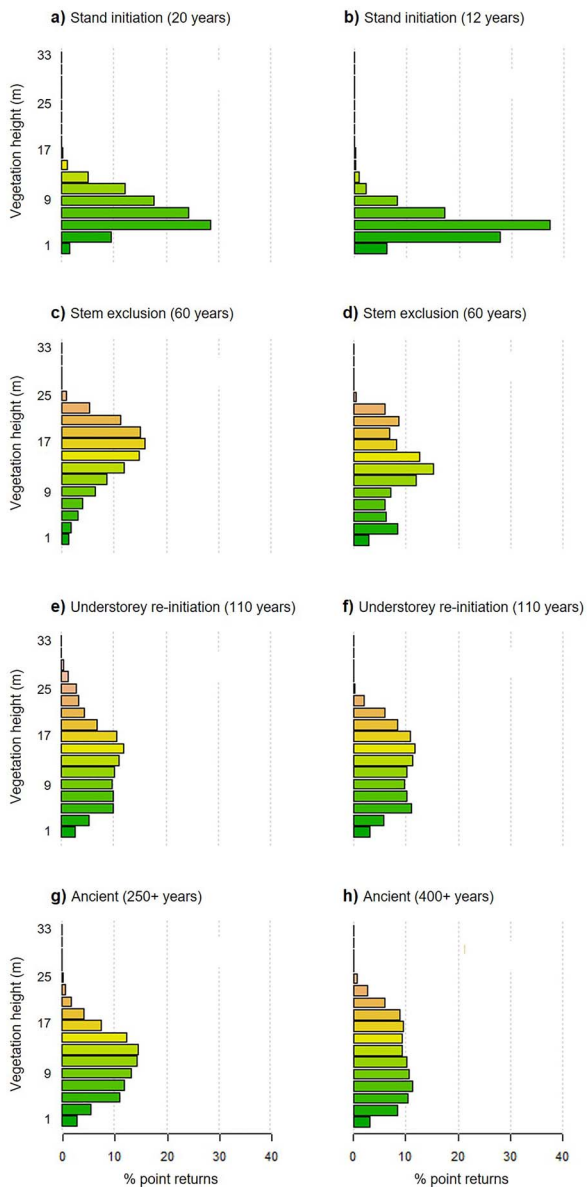 a) Stand initiation (20 years)
b) Stand initiation (12 years)
Vegetation height (m)
33
25
17
9
1
c) Stem exclusion (60 years)
d) Stem exclusion (60 years)
Vegetation height (m)
33
25
17
9
1
e) Understorey re-initiation (110 years)
f) Understorey re-initiation (110 years)
Vegetation height (m)
33
25
17
9
1
g) Ancient (250+ years)
h) Ancient (400+ years)
Vegetation height (m)
33
25
17
9
1
0 10 20 30 40
0 10 20 30 40
% point returns
% point returns